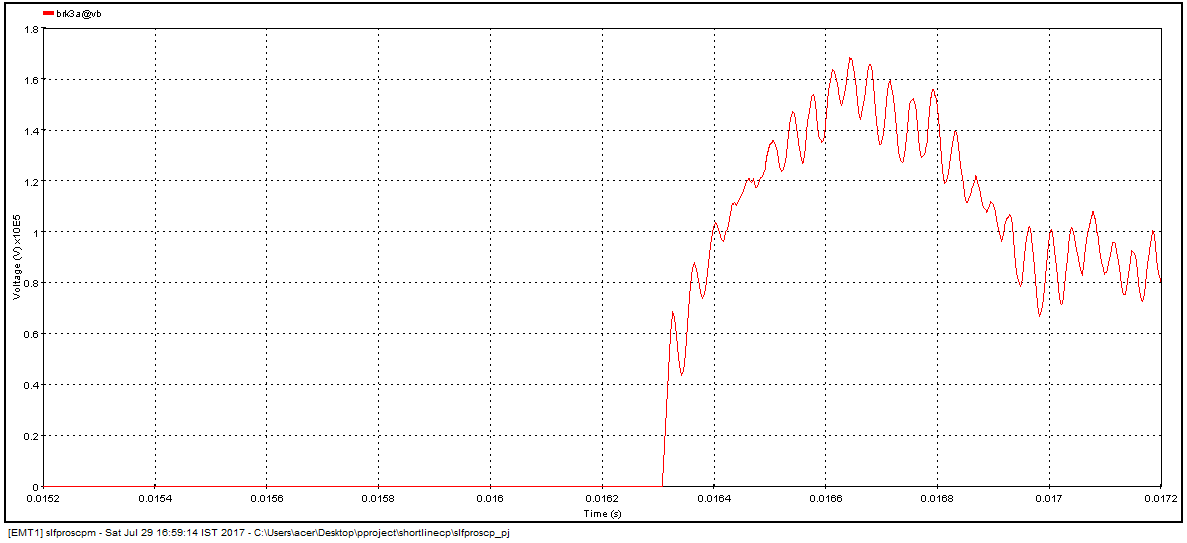 brk3a@vb
1.8
1.6
1.4
1.2
1
0.8
0.6
0.4
0.2
0
Voltage (V) x10E5
0.0152 0.0154 0.0156 0.0158 0.016 0.0162 0.0164 0.0166 0.0168 0.017 0.0172
Time (s)
[EMT1] slfproscpm - Sat Jul 29 16:59:14 IST 2017 - C:\Users\acer\Desktop\pproject\shortlinecp\slfproscp_pj